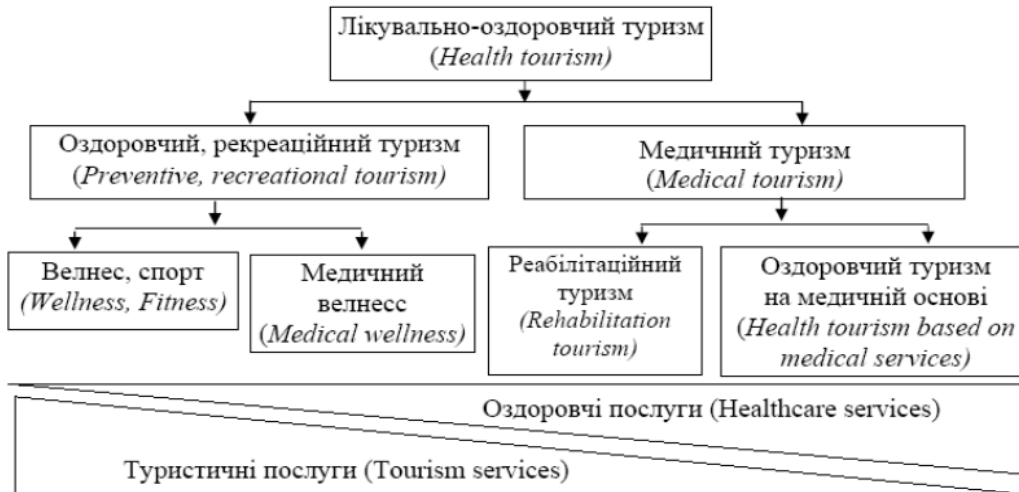 Лікувально-оздоровчий туризм
(Health tourism)
Оздоровчий, рекреаційний туризм
(Preventive, recreational tourism)
Медичний туризм
(Medical tourism)
Велнес, спорт
(Wellness, Fitness)
Медичний
велнесс
(Medical wellness)
Реабілітаційний
туризм
(Rehabilitation
tourism)
Оздоровчий туризм
на медичній основі
(Health tourism based on
medical services)
Оздоровчі послуги (Healthcare services)
Туристичні послуги (Tourism services)